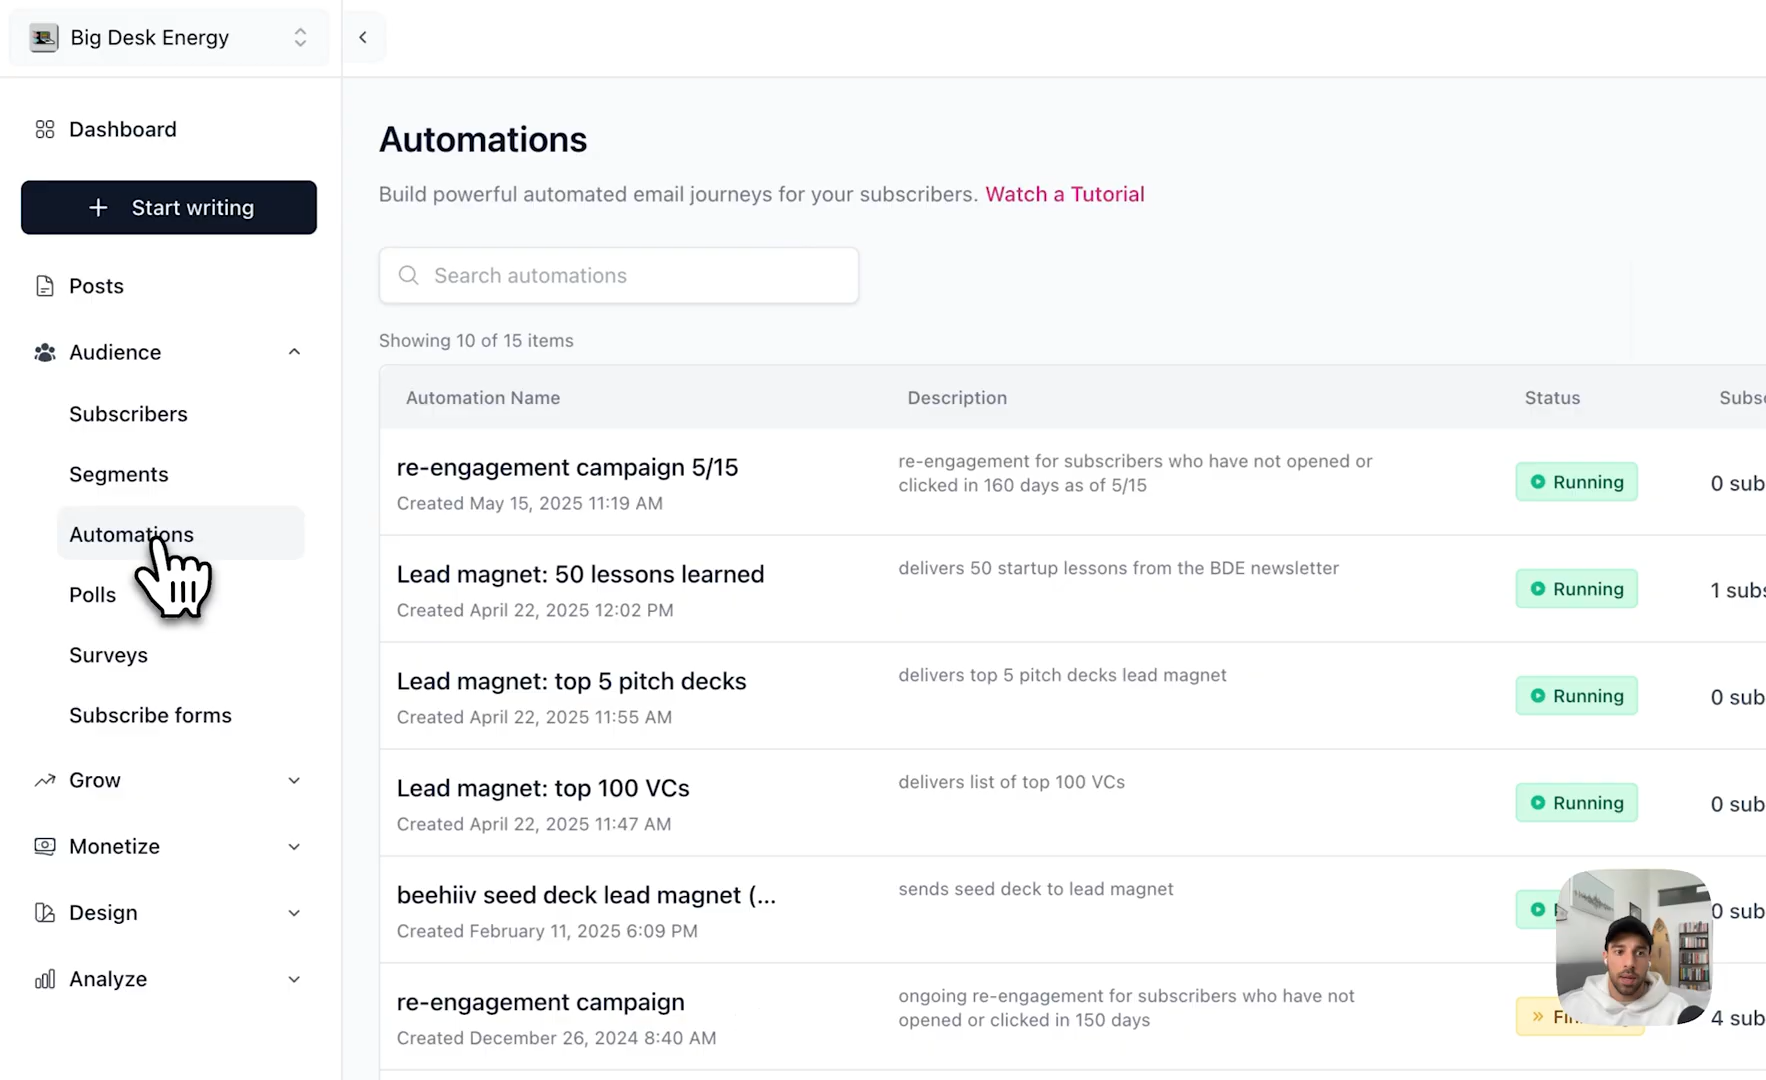 Big Desk Energy
Dashboard
Start writing
Posts
Audience
Subscribers
Segments
Automations
Polls
Surveys
Subscribe forms
Grow
Monetize
Design
Analyze
Automations
Build powerful automated email journeys for your subscribers. Watch a Tutorial
Search automations
Showing 10 of 15 items
Automation Name Description Status Subsc
re-engagement campaign 5/15
Created May 15, 2025 11:19 AM
re-engagement for subscribers who have not opened or
clicked in 160 days as of 5/15
Running
0 sub
Lead magnet: 50 lessons learned
Created April 22, 2025 12:02 PM
delivers 50 startup lessons from the BDE newsletter
Running
1 subs
Lead magnet: top 5 pitch decks
Created April 22, 2025 11:55 AM
delivers top 5 pitch decks lead magnet
Running
0 sub
Lead magnet: top 100 VCs
Created April 22, 2025 11:47 AM
delivers list of top 100 VCs
Running
0 sub
beehiiv seed deck lead magnet (...
Created February 11, 2025 6:09 PM
sends seed deck to lead magnet
0 sub
re-engagement campaign
Created December 26, 2024 8:40 AM
ongoing re-engagement for subscribers who have not
opened or clicked in 150 days
4 sub